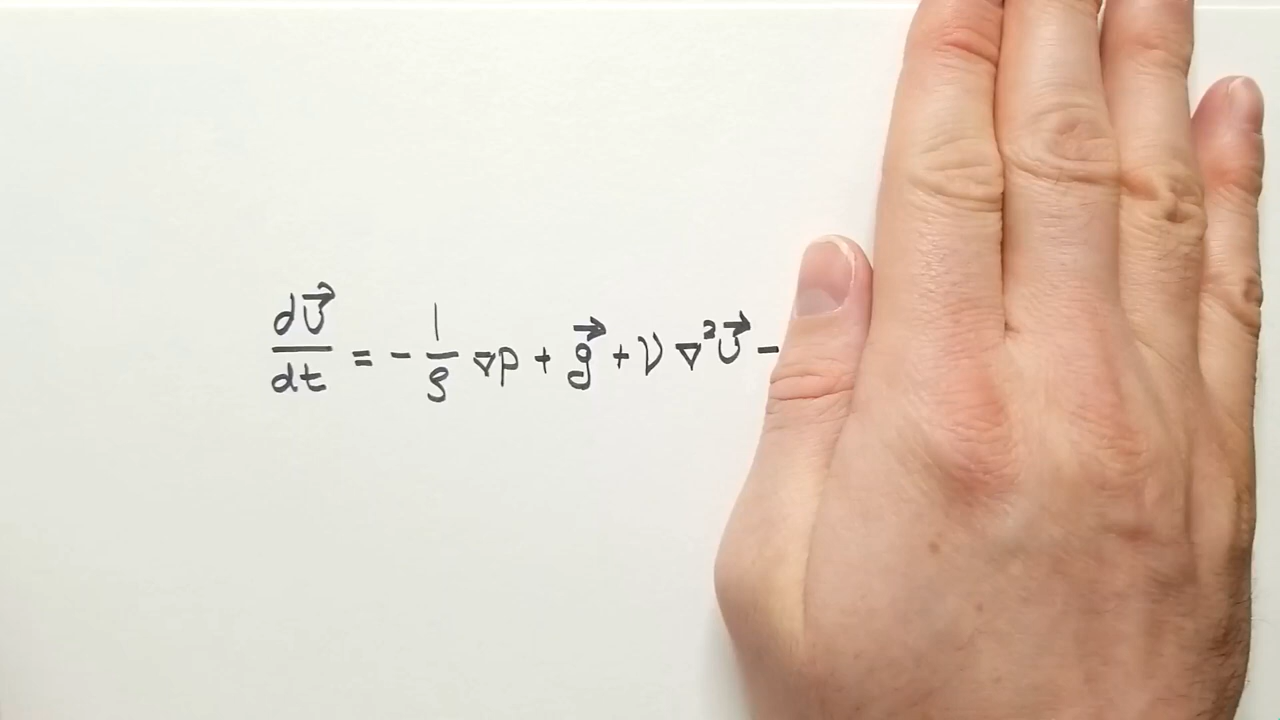 dv⃗/dt = - 1/ρ ∇p + g⃗ + ν ∇²v⃗ -